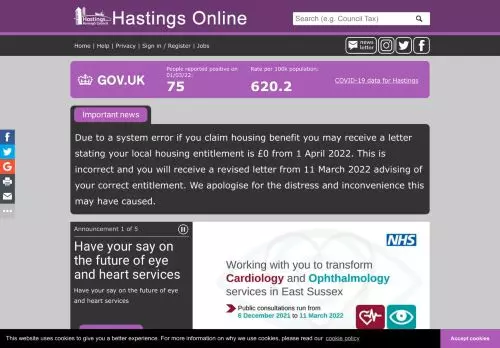 Hastings Borough Council Hastings Online
Search (e.g. Council Tax)
Home | Help | Privacy | Sign in / Register | Jobs
news letter
GOV.UK
People reported positive on 01/03/22:
75
Rate per 100k population:
620.2
COVID-19 data for Hastings
Important news
Due to a system error if you claim housing benefit you may receive a letter
stating your local housing entitlement is £0 from 1 April 2022. This is
incorrect and you will receive a revised letter from 11 March 2022 advising of
your correct entitlement. We apologise for the distress and inconvenience this
may have caused.
Announcement 1 of 5
Have your say on
the future of eye
and heart services
Have your say on the future of eye
and heart services
NHS
Working with you to transform
Cardiology and Ophthalmology
services in East Sussex
Public consultations run from
6 December 2021 to 11 March 2022
This website uses cookies to give you a better experience. For more information on why we use cookies, please read our cookie policy
Accept cookies